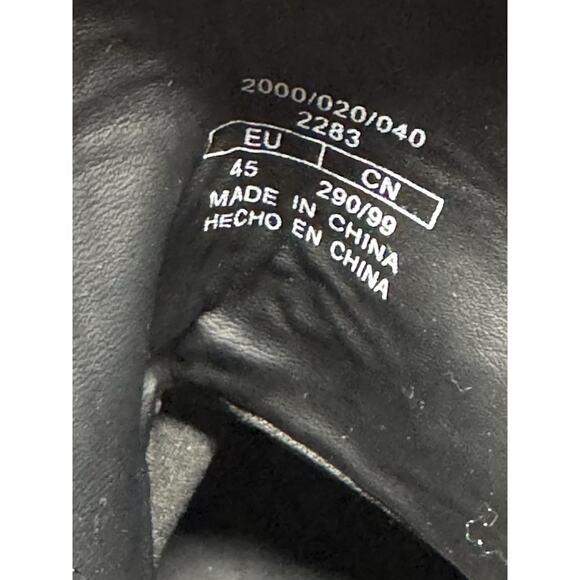 2000/020/040
2283
EU CN
45 290/99
MADE IN CHINA
HECHO EN CHINA